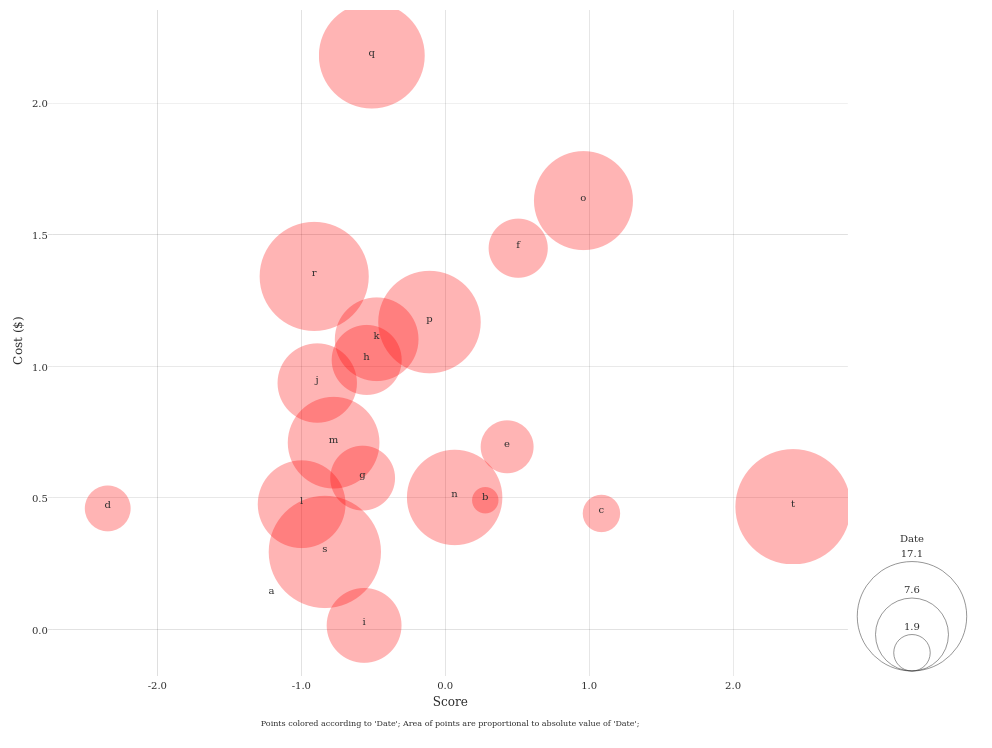 q
2.0
o
f
1.5
r
p
k
h
Cost ($)
1.0
j
m
e
g
n
b
0.5
l
d
c
t
Date
17.1
s
7.6
a
i
1.9
0.0
-2.0
-1.0
0.0
1.0
2.0
Score
Points colored according to 'Date'; Area of points are proportional to absolute value of 'Date';